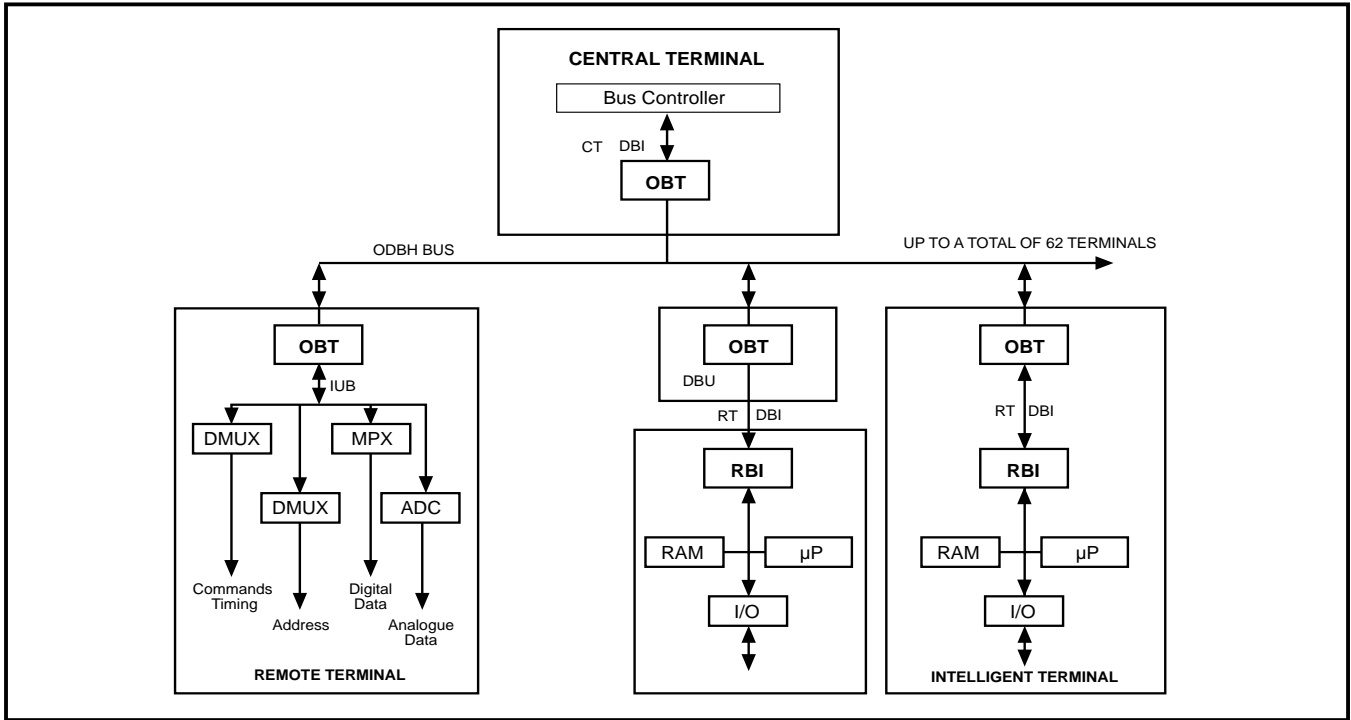 CENTRAL TERMINAL
Bus Controller
CT DBI
OBT
ODBH BUS
UP TO A TOTAL OF 62 TERMINALS
OBT
IUB
DMUX
MPX
DMUX
ADC
Commands
Timing
Address
Digital
Data
Analogue
Data
REMOTE TERMINAL
OBT
DBU
RT DBI
RBI
RAM
µP
I/O
OBT
RT DBI
RBI
RAM
µP
I/O
INTELLIGENT TERMINAL